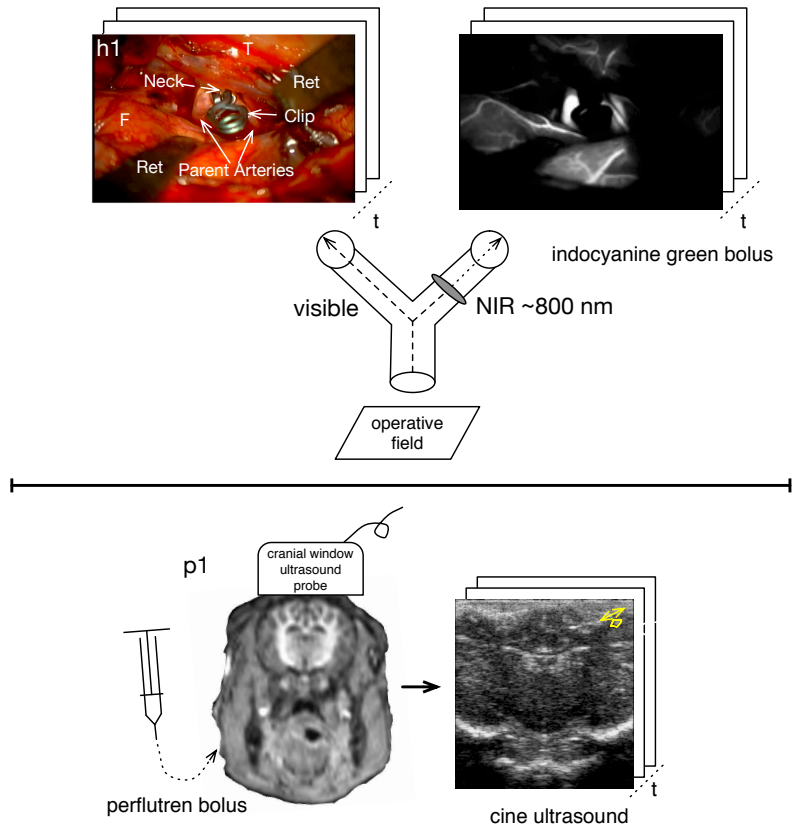 h1
T
Neck
Ret
Clip
F
Ret
Parent Arteries
t
t
indocyanine green bolus
visible
NIR ~800 nm
operative
field
p1
cranial window
ultrasound
probe
perflutren bolus
t
cine ultrasound